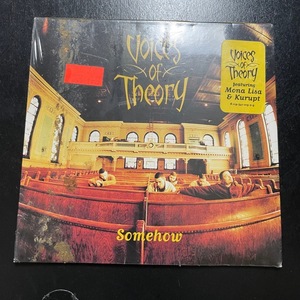 Voices
of
Theory
Voices
of
Theory
featuring
Mona Lisa
& Kurupt
Somehow